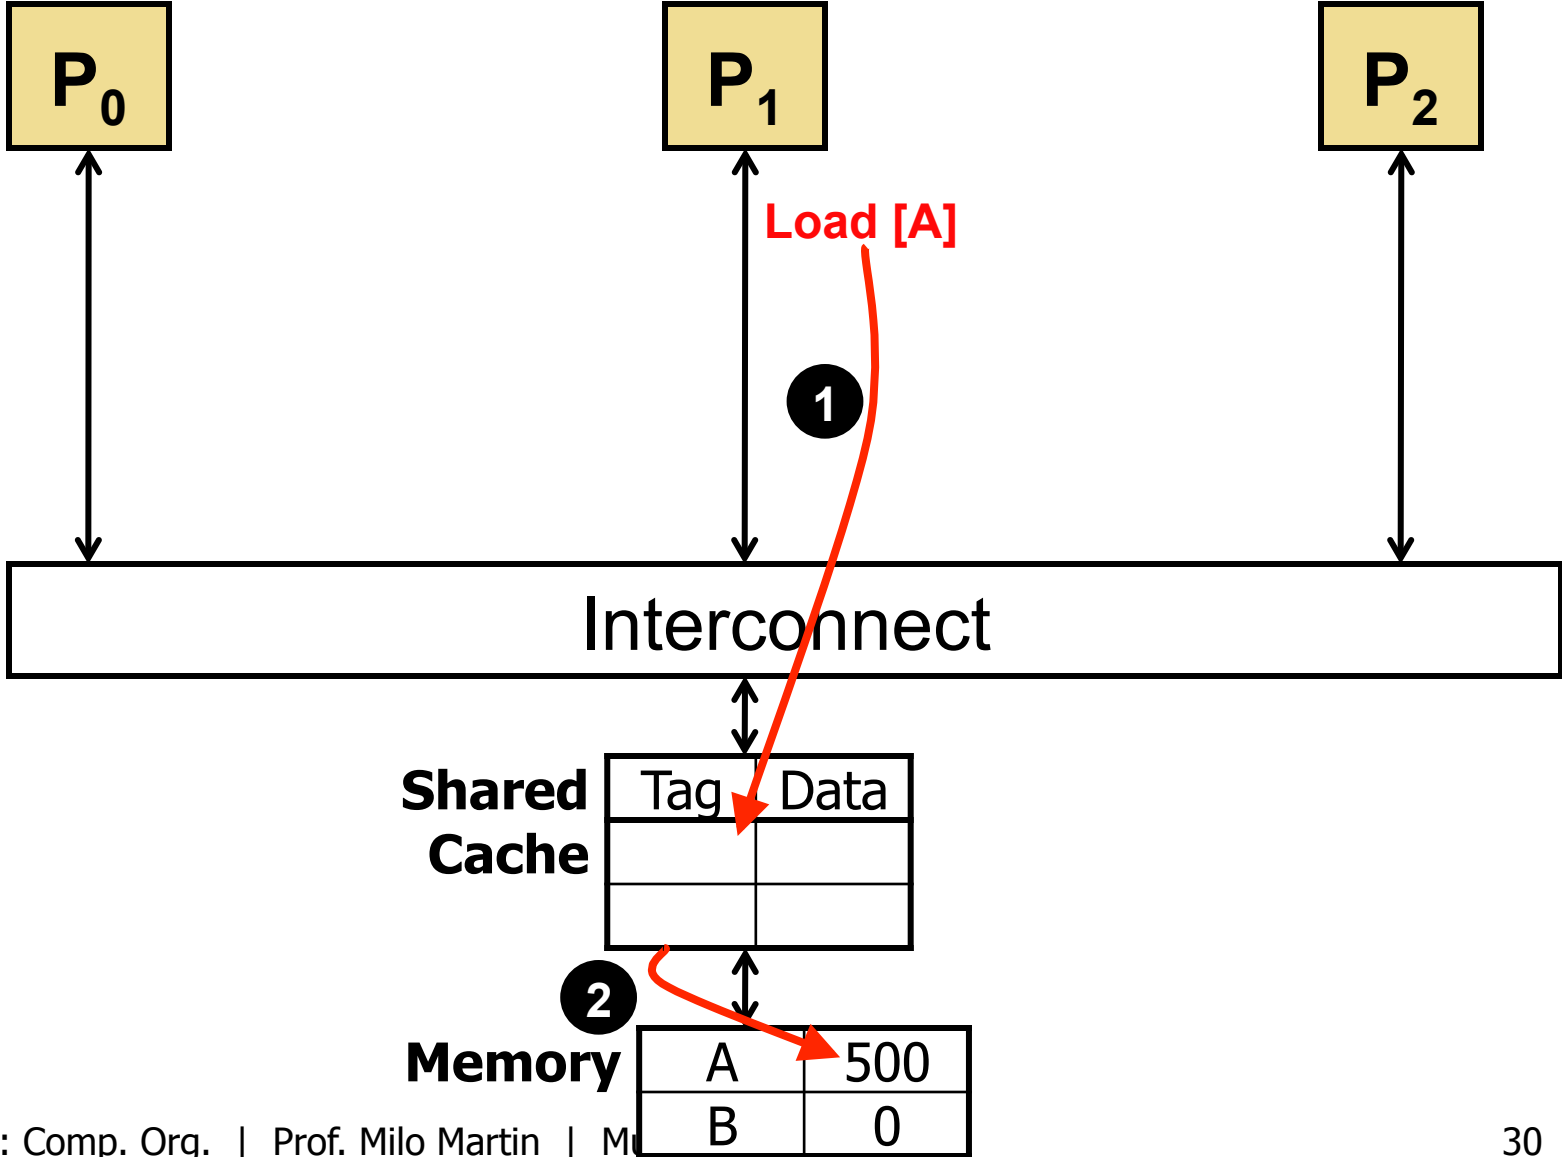 P0 P1 P2
Load [A]
1
Interconnect
Shared Cache
Tag Data
2
Memory
A 500
B 0
: Comp. Org. | Prof. Milo Martin |
30